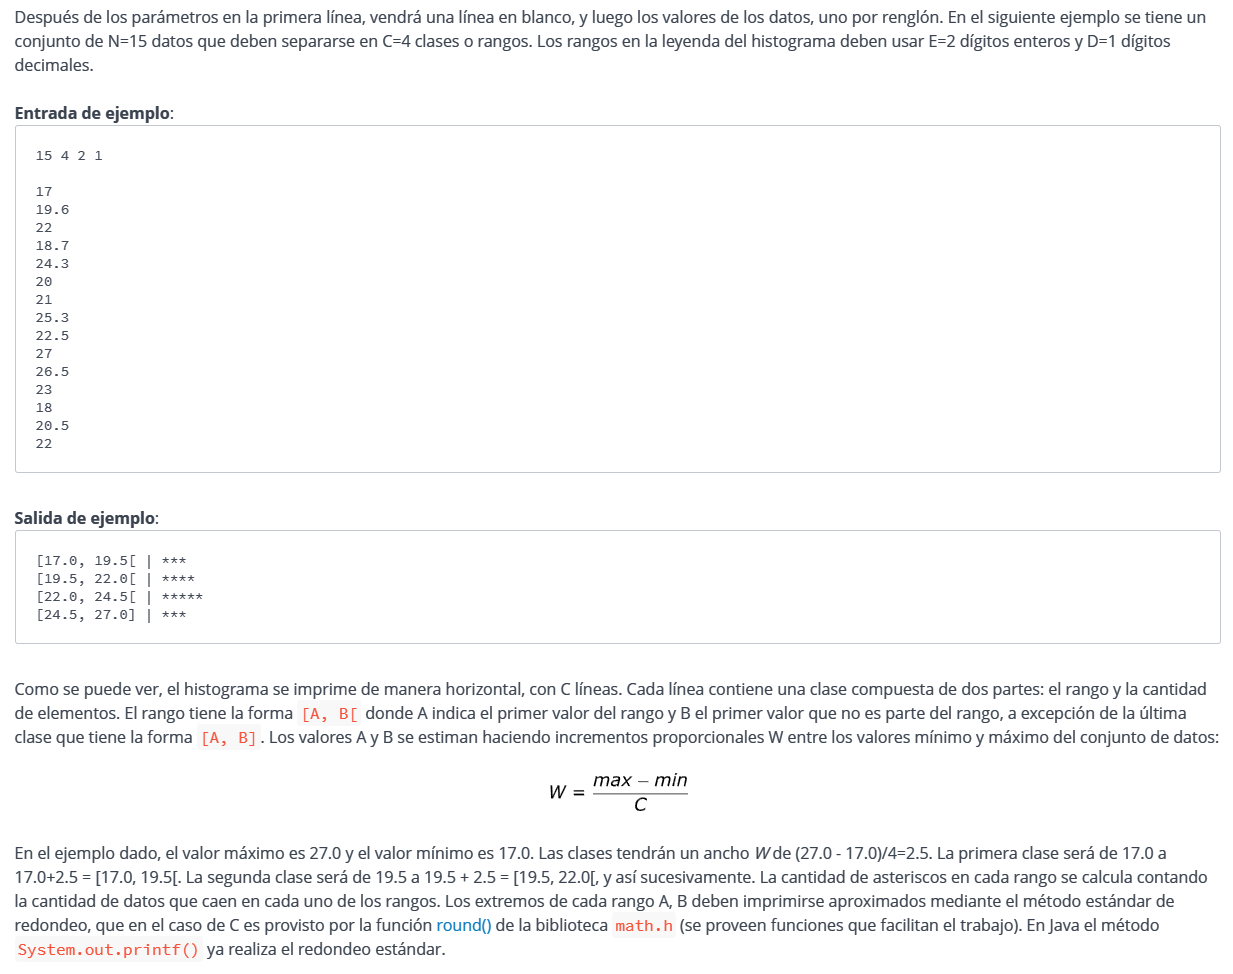 Después de los parámetros en la primera línea, vendrá una línea en blanco, y luego los valores de los datos, uno por renglón. En el siguiente ejemplo se tiene un
conjunto de N=15 datos que deben separarse en C=4 clases o rangos. Los rangos en la leyenda del histograma deben usar E=2 dígitos enteros y D=1 dígitos
decimales.
Entrada de ejemplo:
15 4 2 1
17
19.6
22
18.7
24.3
20
21
25.3
22.5
27
26.5
23
18
20.5
22
Salida de ejemplo:
[17.0, 19.5[ | ***
[19.5, 22.0[ | ****
[22.0, 24.5[ | *****
[24.5, 27.0] | ***
Como se puede ver, el histograma se imprime de manera horizontal, con C líneas. Cada línea contiene una clase compuesta de dos partes: el rango y la cantidad
de elementos. El rango tiene la forma [A, B[ donde A indica el primer valor del rango y B el primer valor que no es parte del rango, a excepción de la última
clase que tiene la forma [A, B]. Los valores A y B se estiman haciendo incrementos proporcionales W entre los valores mínimo y máximo del conjunto de datos:
W = max − min
C
En el ejemplo dado, el valor máximo es 27.0 y el valor mínimo es 17.0. Las clases tendrán un ancho W de (27.0 - 17.0)/4=2.5. La primera clase será de 17.0 a
17.0+2.5 = [17.0, 19.5[. La segunda clase será de 19.5 a 19.5 + 2.5 = [19.5, 22.0[, y así sucesivamente. La cantidad de asteriscos en cada rango se calcula contando
la cantidad de datos que caen en cada uno de los rangos. Los extremos de cada rango A, B deben imprimirse aproximados mediante el método estándar de
redondeo, que en el caso de C es provisto por la función round() de la biblioteca math.h (se proveen funciones que facilitan el trabajo). En Java el método
System.out.printf() ya realiza el redondeo estándar.